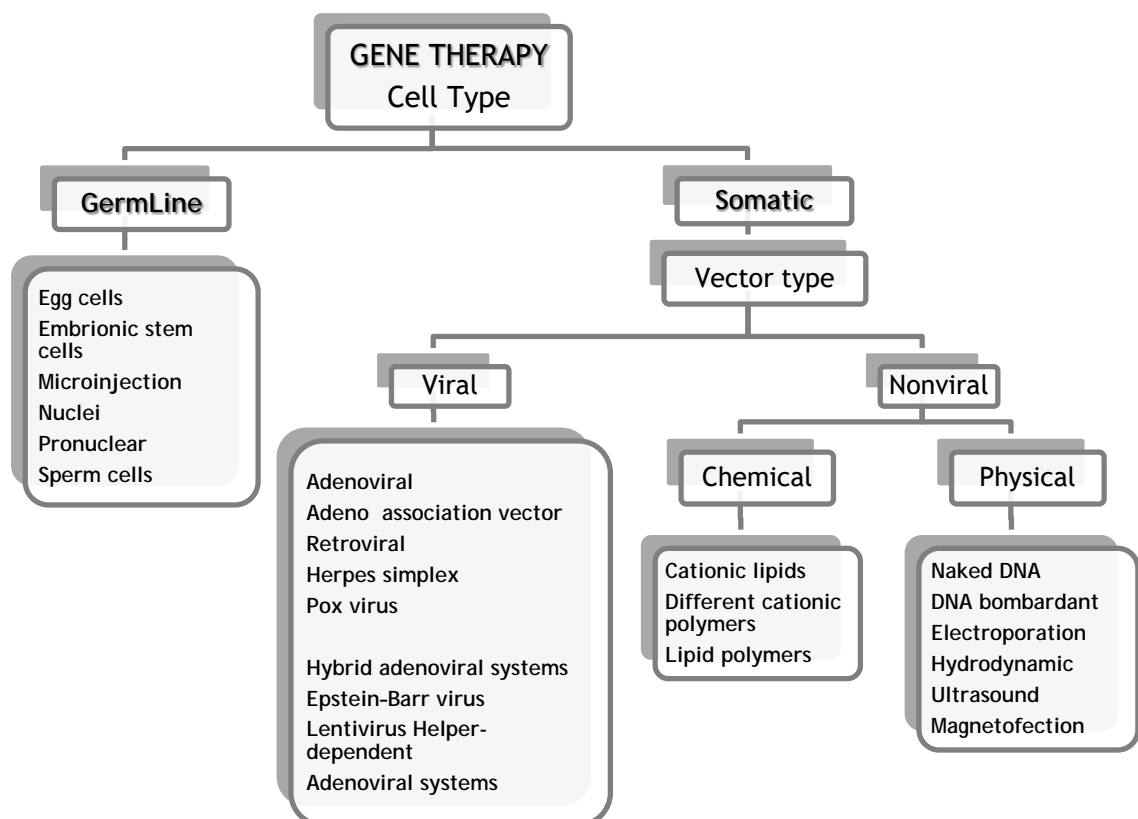 GENE THERAPY
Cell Type
GermLine
Somatic
Egg cells
Embrionic stem
cells
Microinjection
Nuclei
Pronuclear
Sperm cells
Vector type
Viral
Nonviral
Adenoviral
Adeno association vector
Retroviral
Herpes simplex
Pox virus
Hybrid adenoviral systems
Epstein-Barr virus
Lentivirus Helper-
dependent
Adenoviral systems
Chemical
Physical
Cationic lipids
Different cationic
polymers
Lipid polymers
Naked DNA
DNA bombardant
Electroporation
Hydrodynamic
Ultrasound
Magnetofection